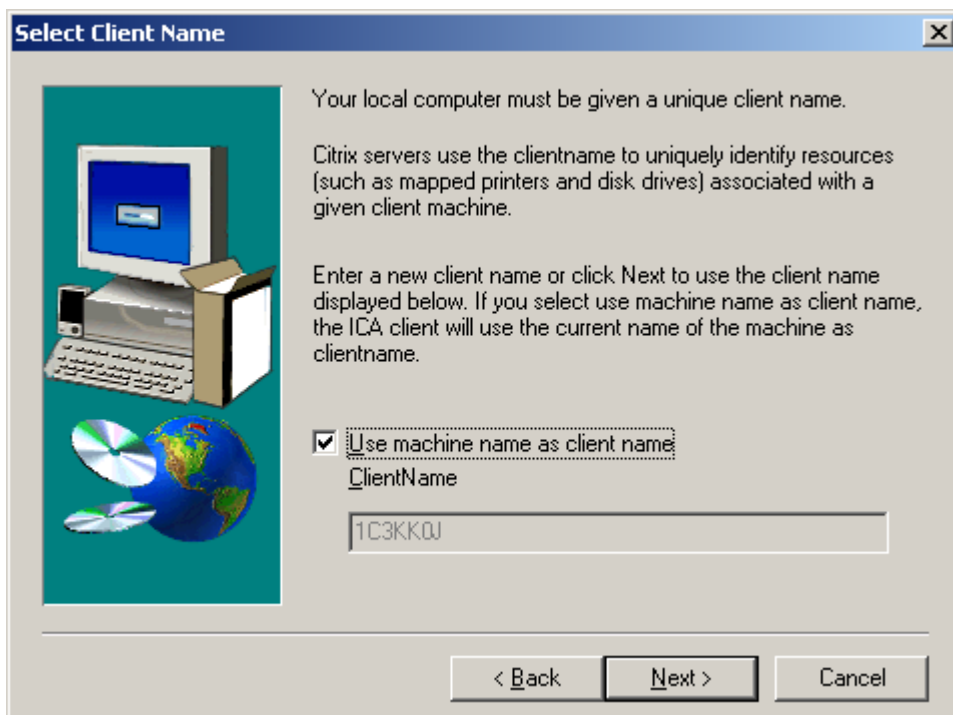 Select Client Name
Your local computer must be given a unique client name.
Citrix servers use the clientname to uniquely identify resources
(such as mapped printers and disk drives) associated with a
given client machine.
Enter a new client name or click Next to use the client name
displayed below. If you select use machine name as client name,
the ICA client will use the current name of the machine as
clientname.
Use machine name as client name
ClientName
1C3KK0J
< Back Next > Cancel